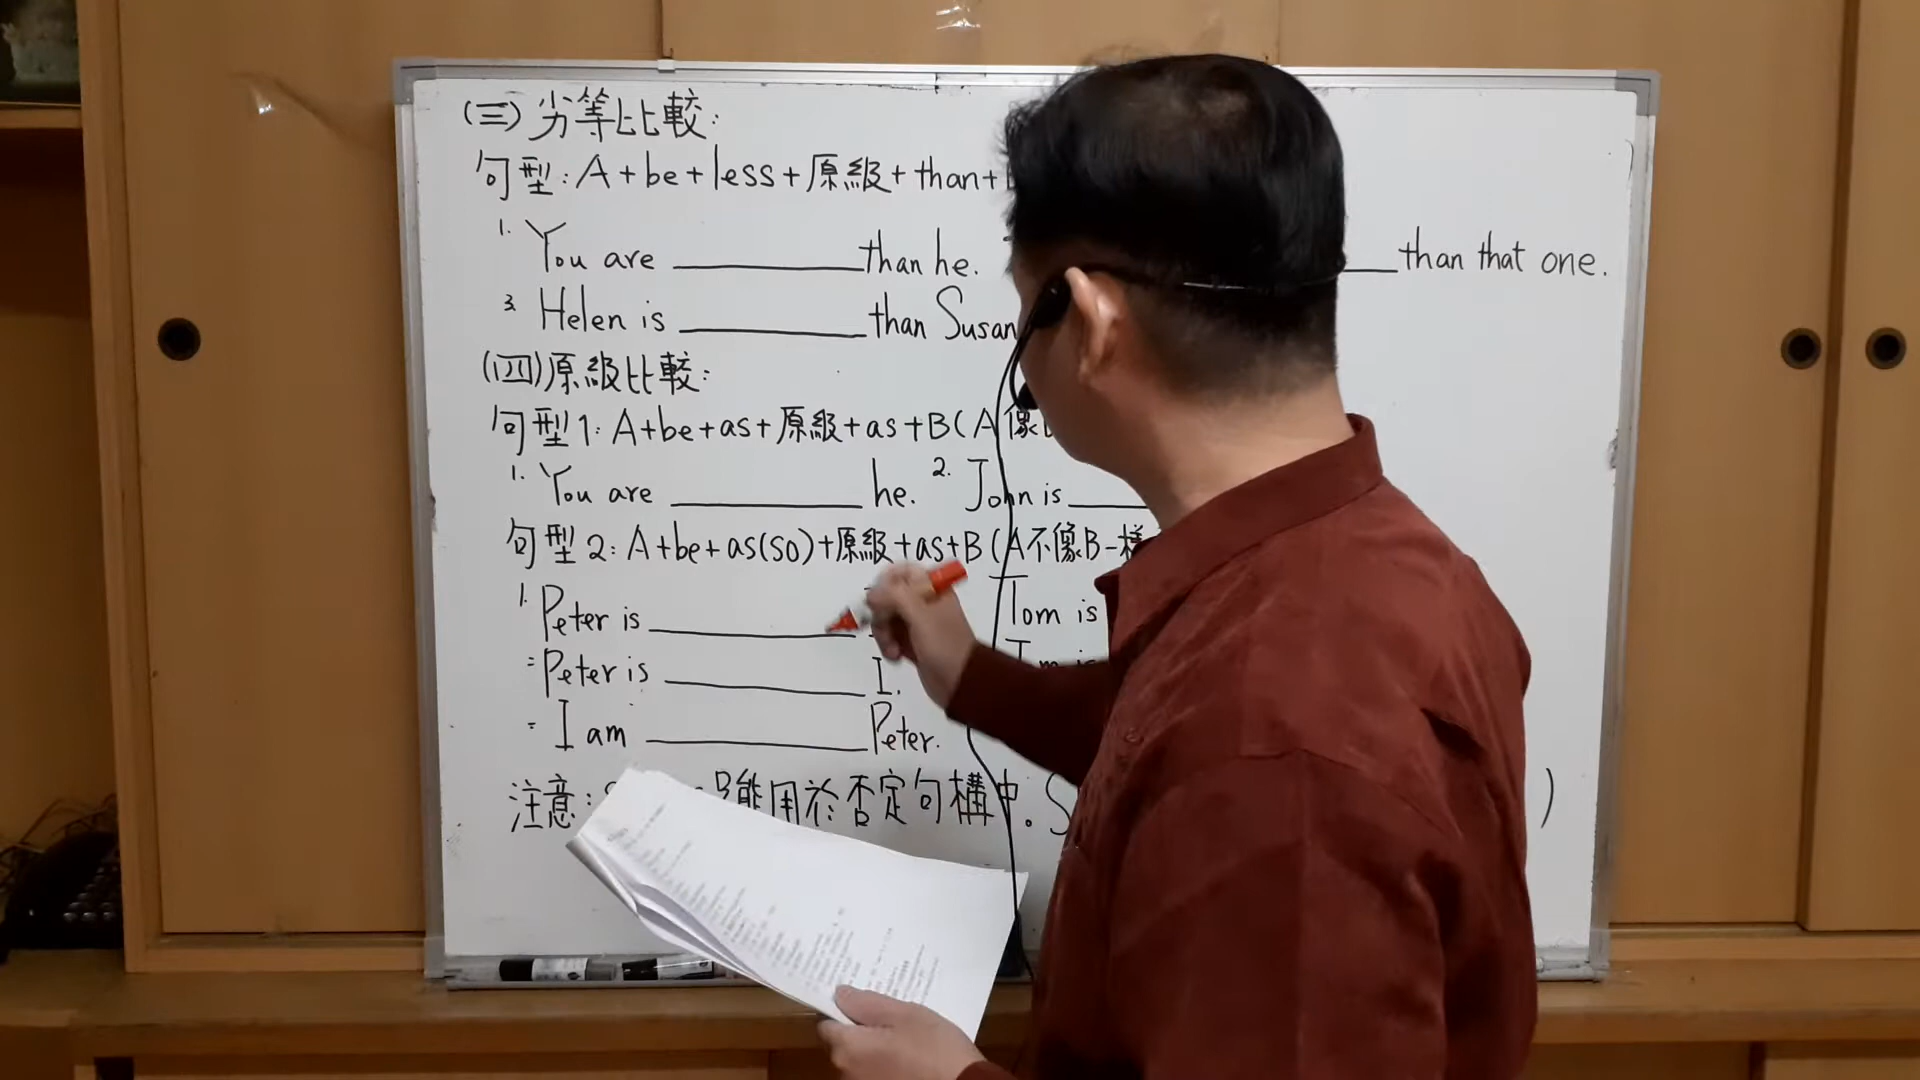 (三)劣等比較:
句型:A+be+less+原級+than+
1. You are ________ than he. ____ than that one.
3. Helen is ________ than Susan
(四)原級比較:
句型1:A+be+as+原級+as+B(A像
1. You are ________ he. 2. John is ____
句型2:A+be+as(so)+原級+as+B(A不像B一樣
1. Peter is ________ Tom is
=Peter is ________ I.
=I am ________ Peter.
注意: 只能用於否定句構中. )